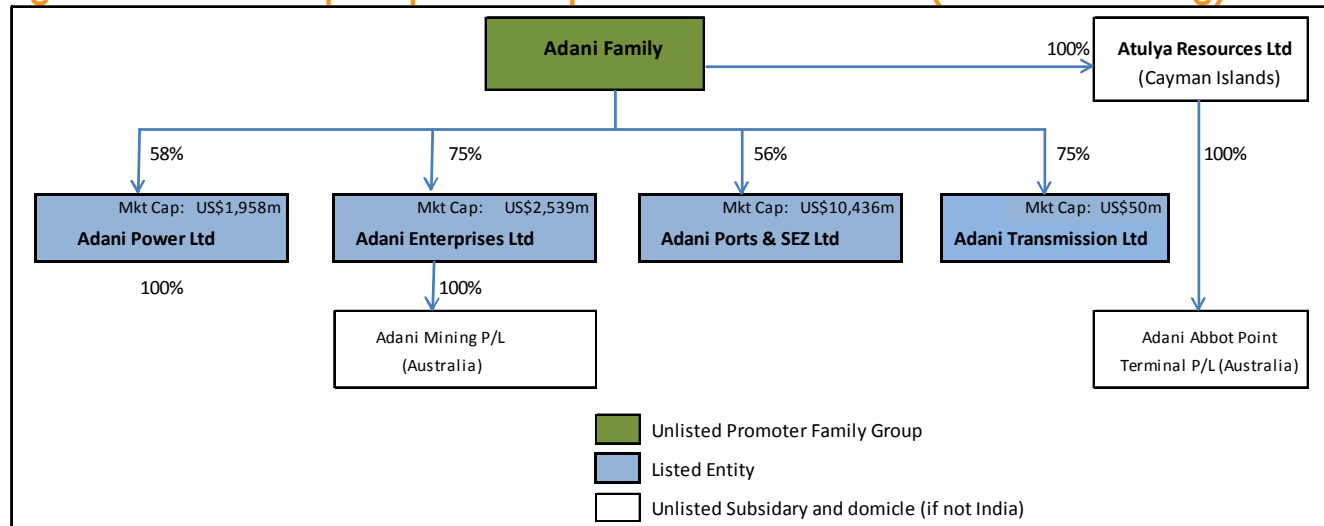 Adani Family
100%
Atulya Resources Ltd
(Cayman Islands)
58%
75%
56%
75%
100%
Mkt Cap: US$1,958m
Adani Power Ltd
Mkt Cap: US$2,539m
Adani Enterprises Ltd
Mkt Cap: US$10,436m
Adani Ports & SEZ Ltd
Mkt Cap: US$50m
Adani Transmission Ltd
100%
100%
Adani Mining P/L
(Australia)
Adani Abbot Point
Terminal P/L (Australia)
Unlisted Promoter Family Group
Listed Entity
Unlisted Subsidary and domicle (if not India)